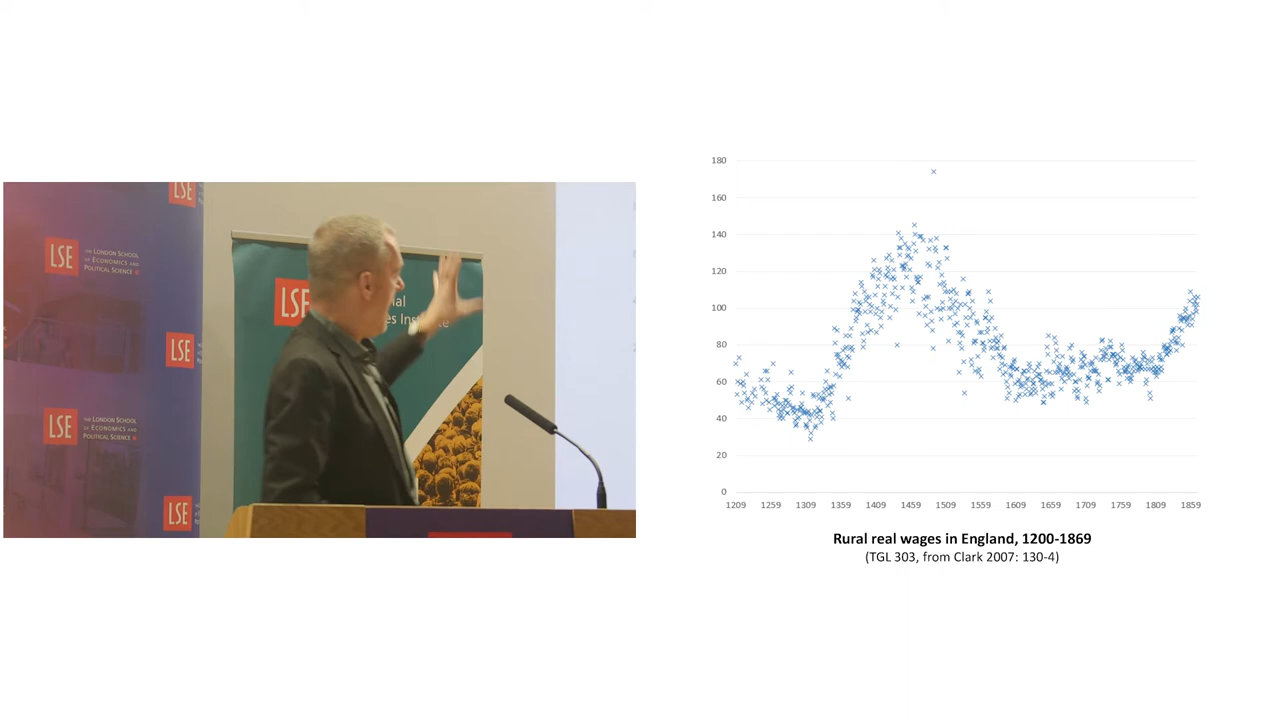 LSE
LSE
THE LONDON SCHOOL
OF ECONOMICS AND
POLITICAL SCIENCE
LSE
LSE
THE LONDON SCHOOL
OF ECONOMICS AND
POLITICAL SCIENCE
LSE
LSE
180
160
140
120
100
80
60
40
20
0
1209 1259 1309 1359 1409 1459 1509 1559 1609 1659 1709 1759 1809 1859
Rural real wages in England, 1200-1869
(TGL 303, from Clark 2007: 130-4)